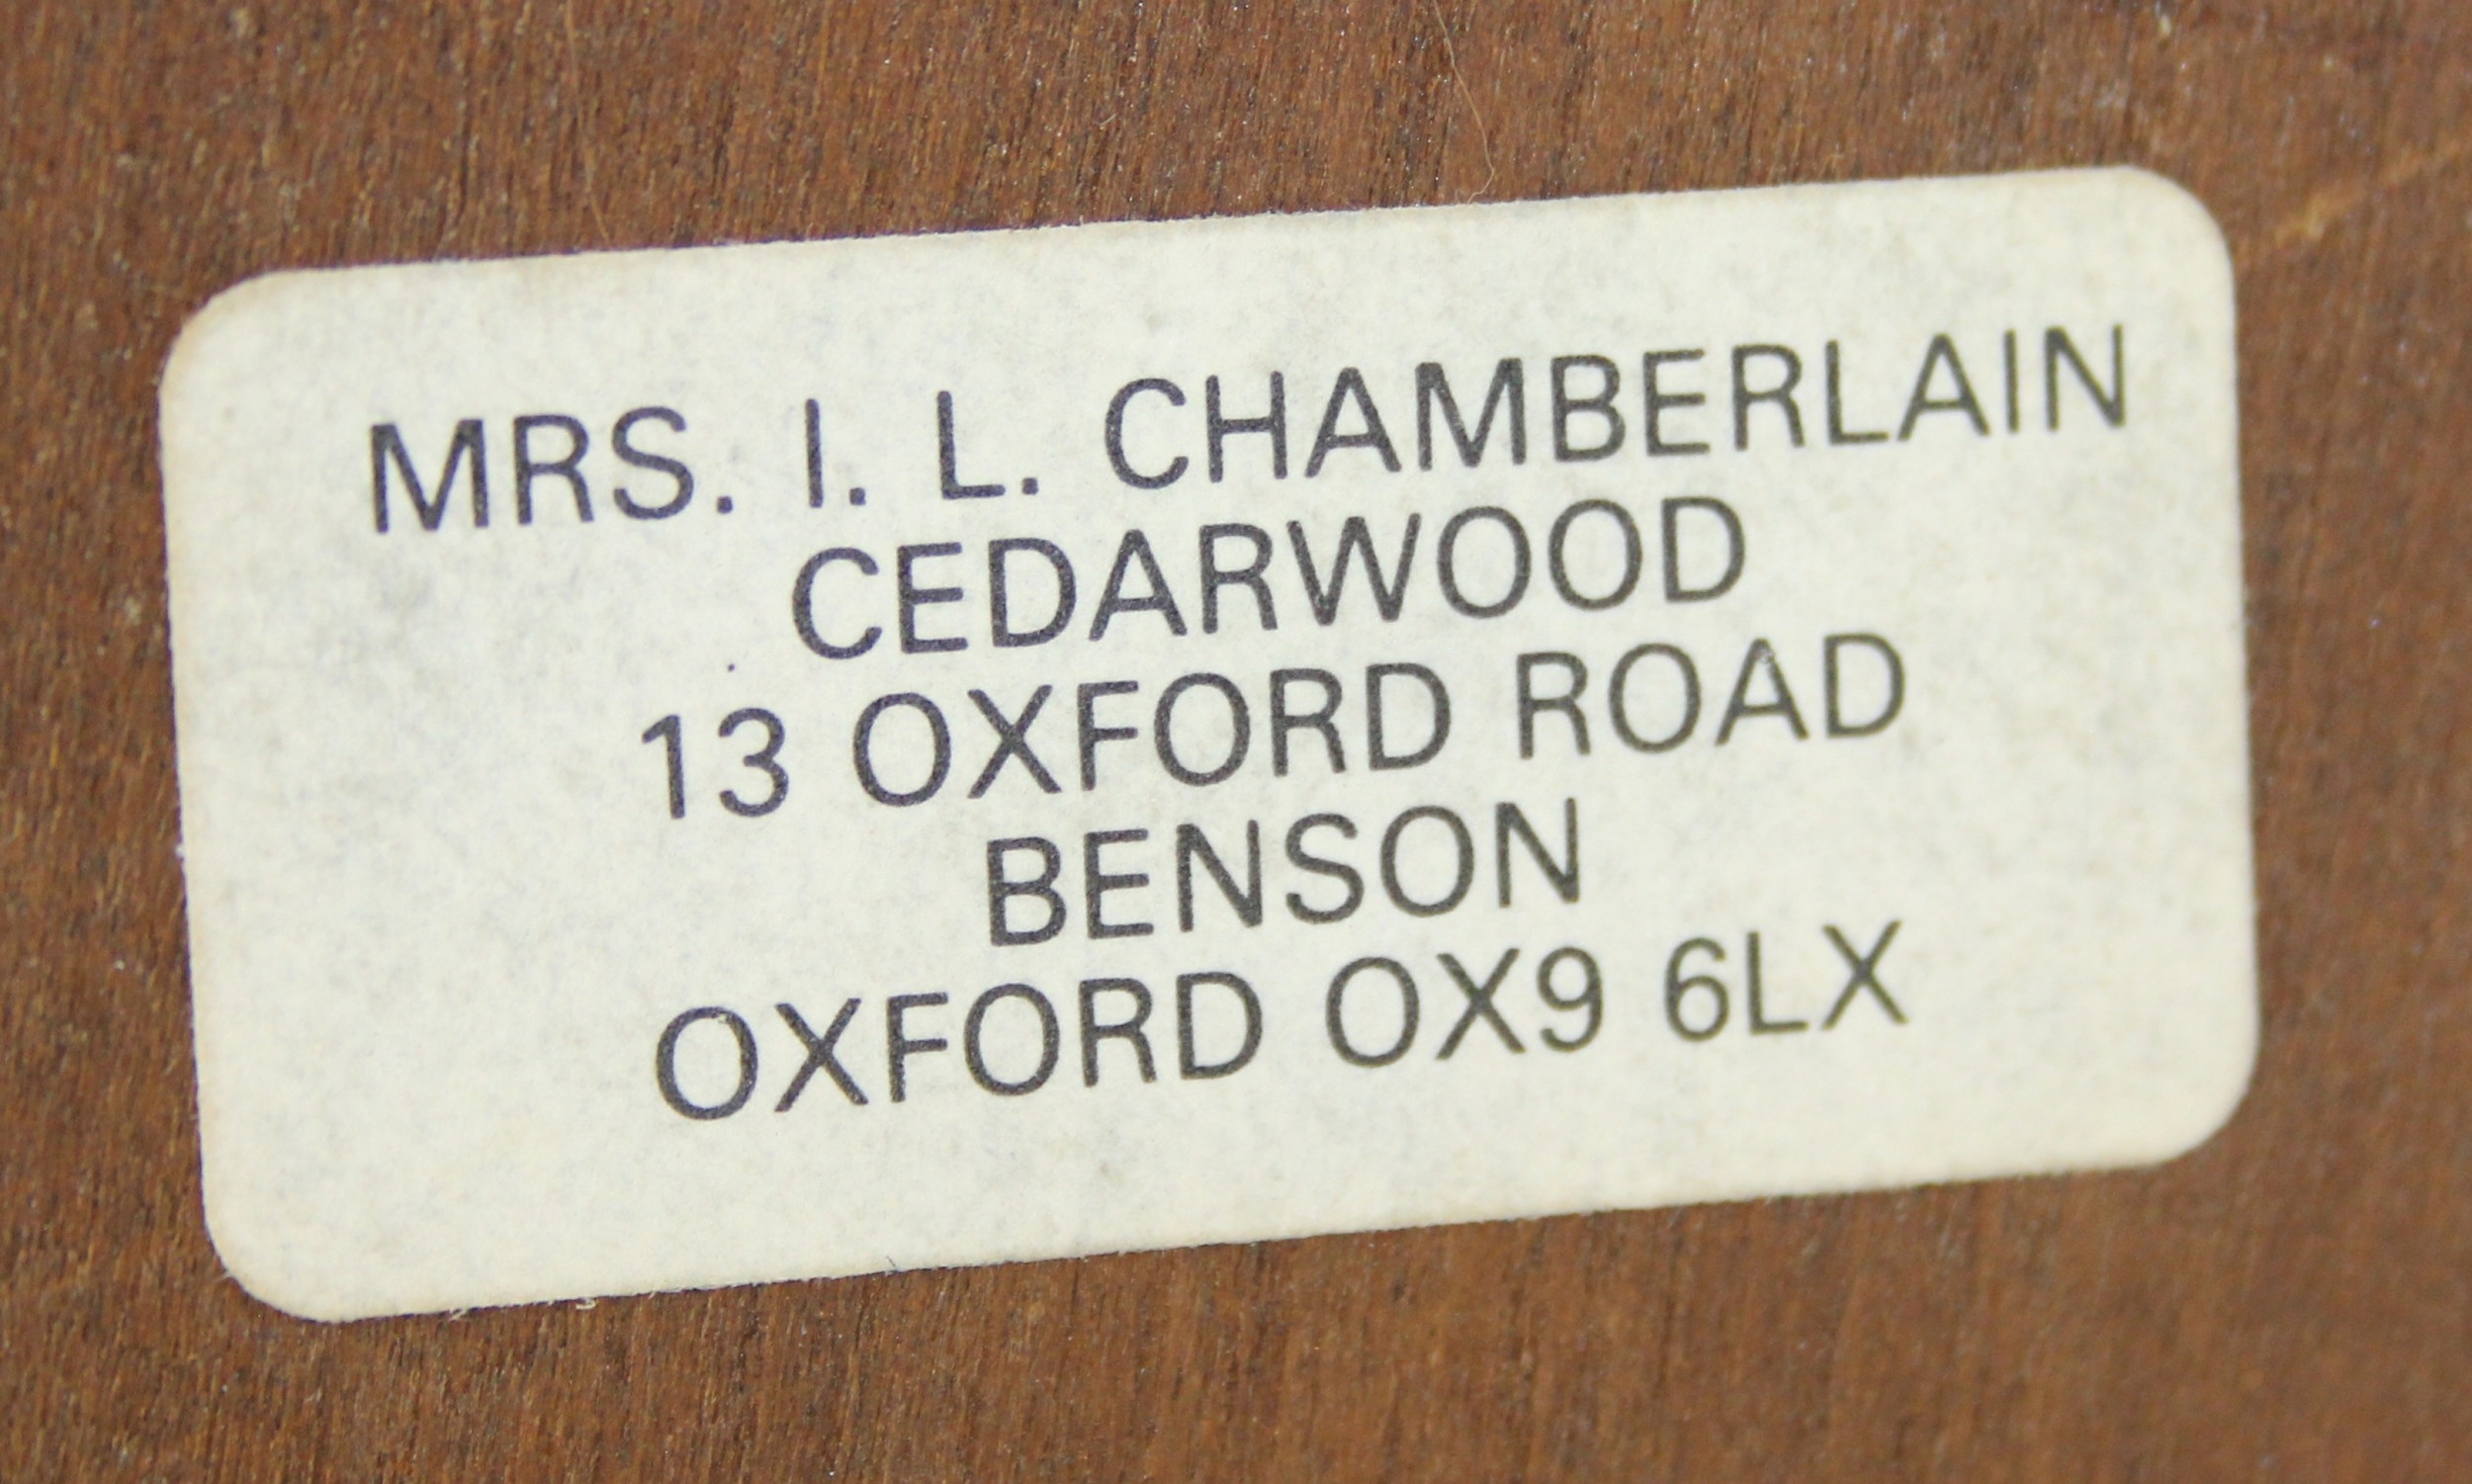 MRS. I. L. CHAMBERLAIN
CEDARWOOD
13 OXFORD ROAD
BENSON
OXFORD OX9 6LX